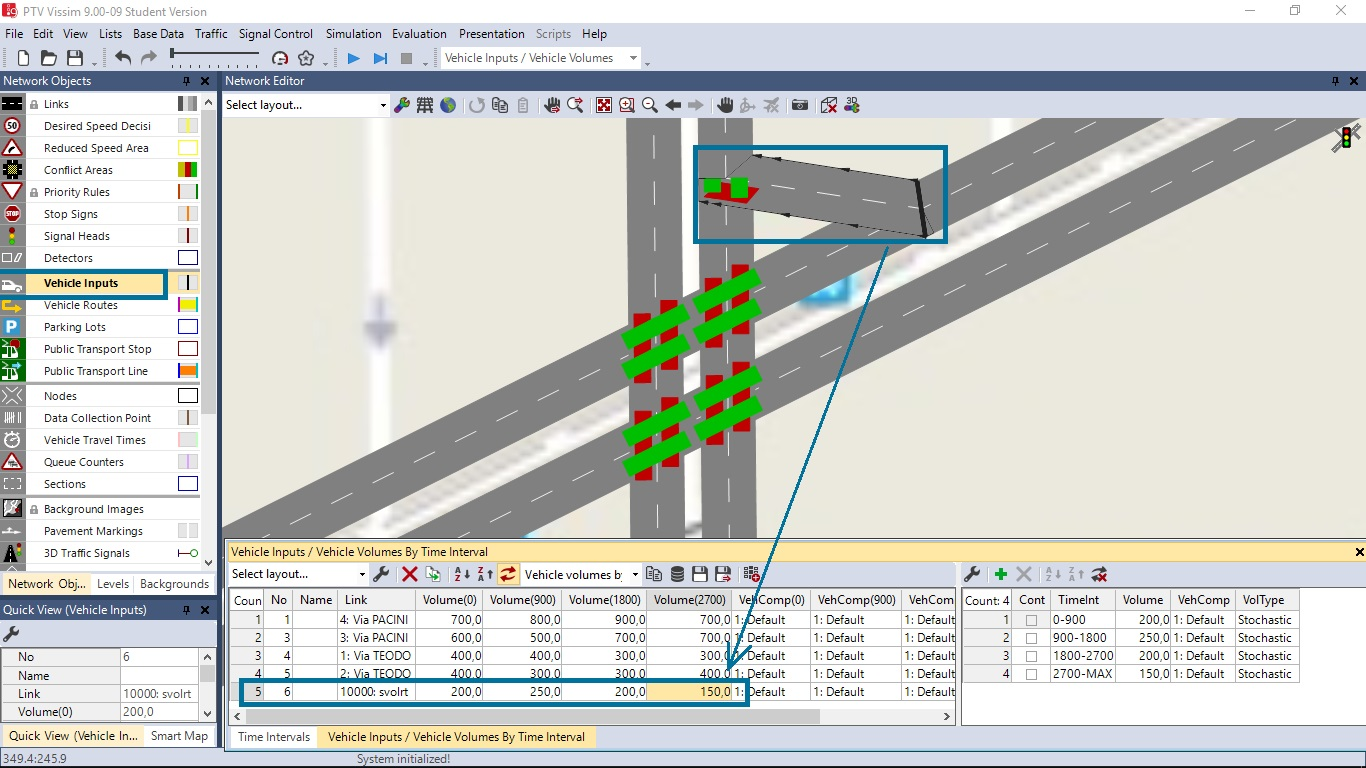 PTV Vissim 9.00-09 Student Version
File Edit View Lists Base Data Traffic Signal Control Simulation Evaluation Presentation Scripts Help
Vehicle Inputs / Vehicle Volumes
Network Objects
Network Editor
Select layout...
3D
Links
50 Desired Speed Decisi
Reduced Speed Area
Conflict Areas
Priority Rules
STOP Stop Signs
Signal Heads
Detectors
Vehicle Inputs
Vehicle Routes
P Parking Lots
Public Transport Stop
Public Transport Line
Nodes
Data Collection Point
Vehicle Travel Times
Queue Counters
Sections
Background Images
Pavement Markings
3D Traffic Signals
Network Obj... Levels Backgrounds
Quick View (Vehicle Inputs)
No 6
Name
Link 10000: svolrt
Volume(0) 200,0
Quick View (Vehicle In... Smart Map
Vehicle Inputs / Vehicle Volumes By Time Interval
Select layout... Vehicle volumes by
Coun No Name Link Volume(0) Volume(900) Volume(1800) Volume(2700) VehComp(0) VehComp(900) VehCom
1 1 4: Via PACINI 700,0 800,0 900,0 700,0 1: Default 1: Default 1: Default
2 3 3: Via PACINI 600,0 500,0 700,0 700,0 1: Default 1: Default 1: Default
3 4 1: Via TEODO 400,0 400,0 300,0 300,0 1: Default 1: Default 1: Default
4 5 2: Via TEODO 400,0 300,0 300,0 400,0 1: Default 1: Default 1: Default
5 6 10000: svolrt 200,0 250,0 200,0 150,0 1: Default 1: Default 1: Default
Count: 4 Cont TimeInt Volume VehComp VolType
1 0-900 200,0 1: Default Stochastic
2 900-1800 250,0 1: Default Stochastic
3 1800-2700 200,0 1: Default Stochastic
4 2700-MAX 150,0 1: Default Stochastic
Time Intervals Vehicle Inputs / Vehicle Volumes By Time Interval
349.4:245.9 System initialized!